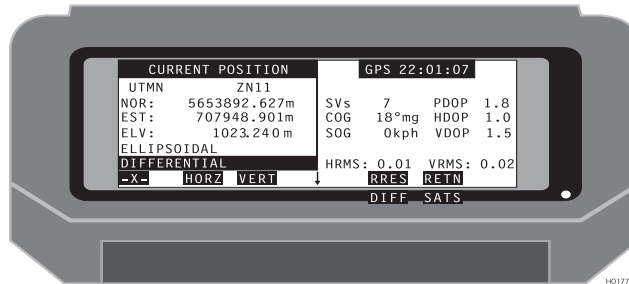 CURRENT POSITION
GPS 22:01:07
UTMN ZN11
NOR: 5653892.627m SVs 7 PDOP 1.8
EST: 707948.901m COG 18°mg HDOP 1.0
ELV: 1023.240m SOG 0kph VDOP 1.5
ELLIPSOIDAL
DIFFERENTIAL HRMS: 0.01 VRMS: 0.02
-X- HORZ VERT ↓ RRES RETN
DIFF SATS
H0177